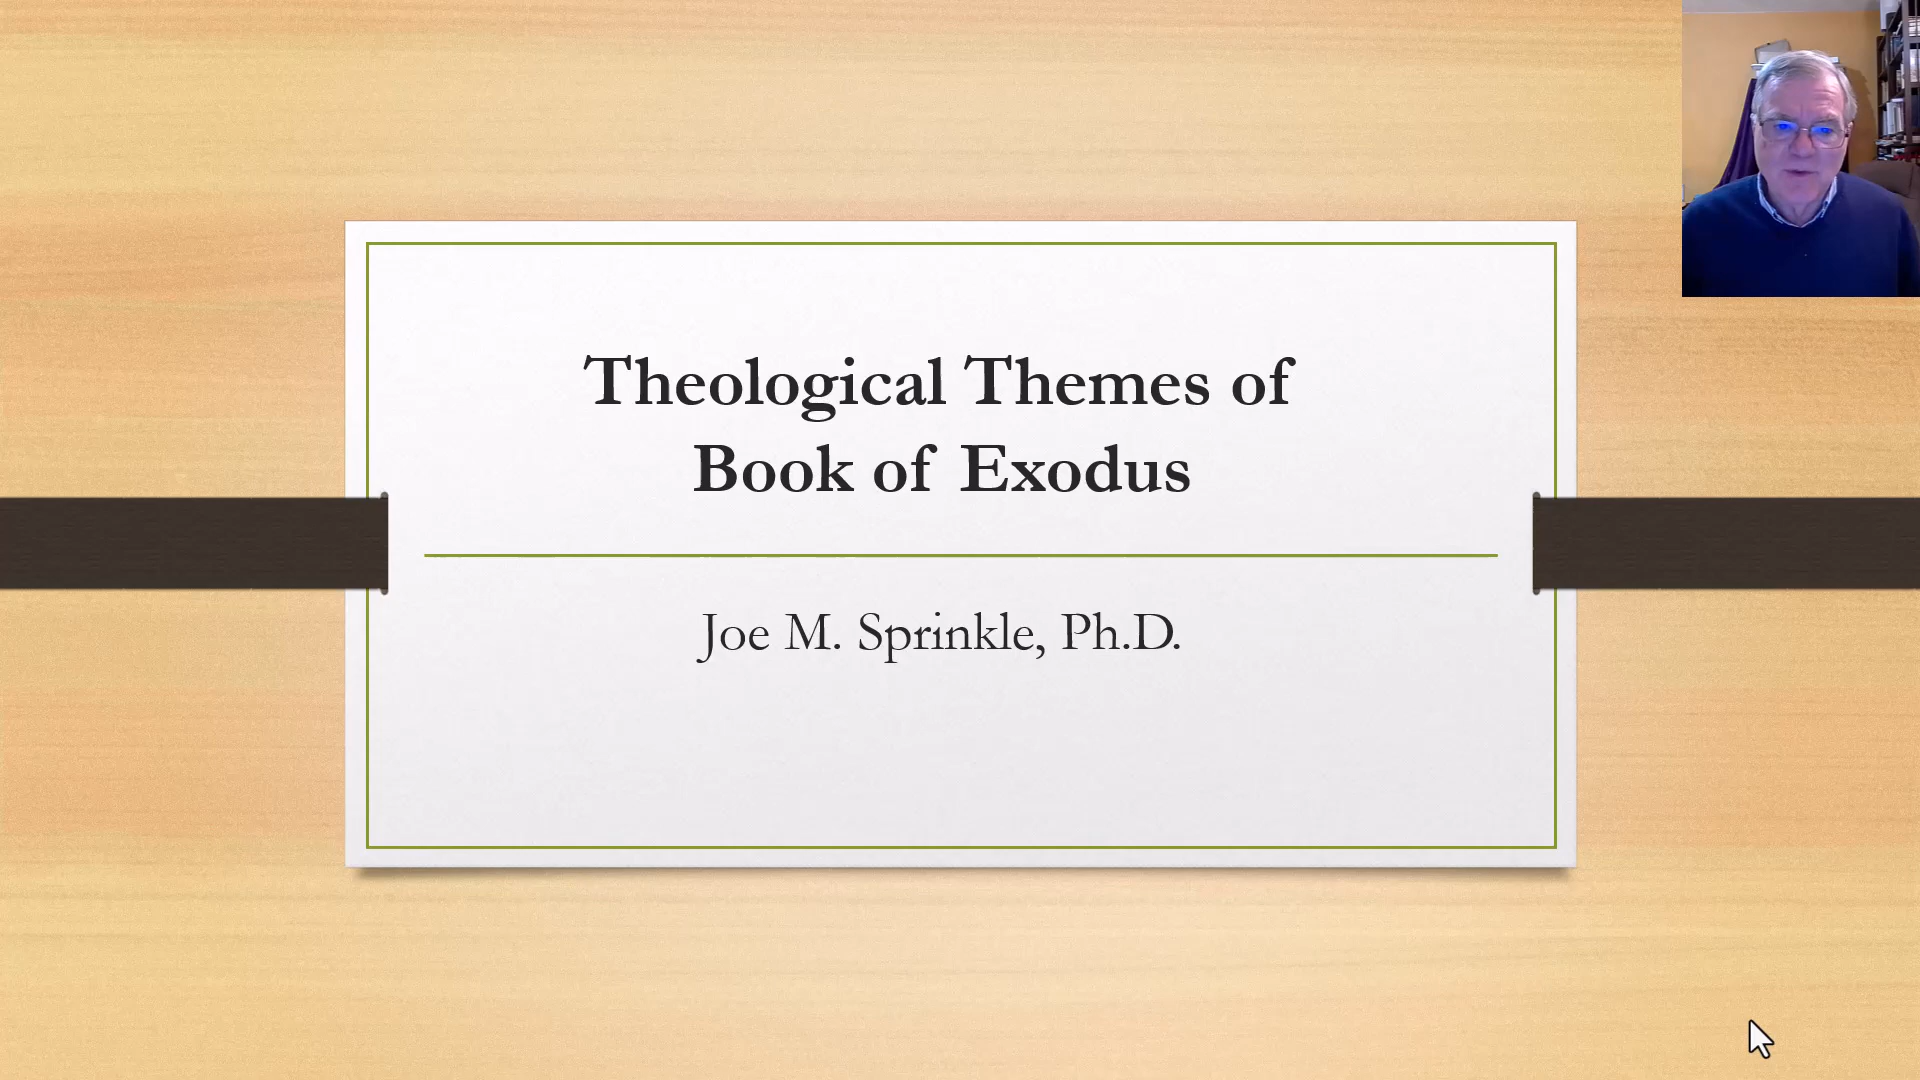 Theological Themes of
Book of Exodus
Joe M. Sprinkle, Ph.D.